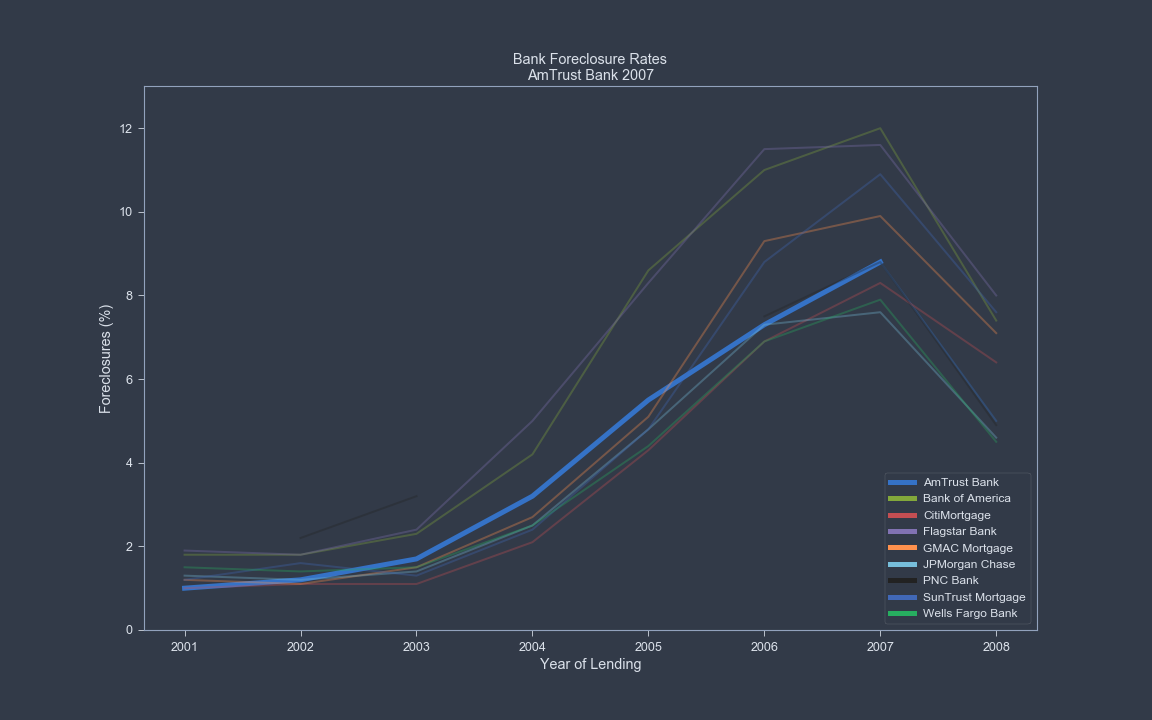 Bank Foreclosure Rates
AmTrust Bank 2007
Foreclosures (%)
12
10
8
6
4
2
0
2001 2002 2003 2004 2005 2006 2007 2008
Year of Lending
AmTrust Bank
Bank of America
CitiMortgage
Flagstar Bank
GMAC Mortgage
JPMorgan Chase
PNC Bank
SunTrust Mortgage
Wells Fargo Bank